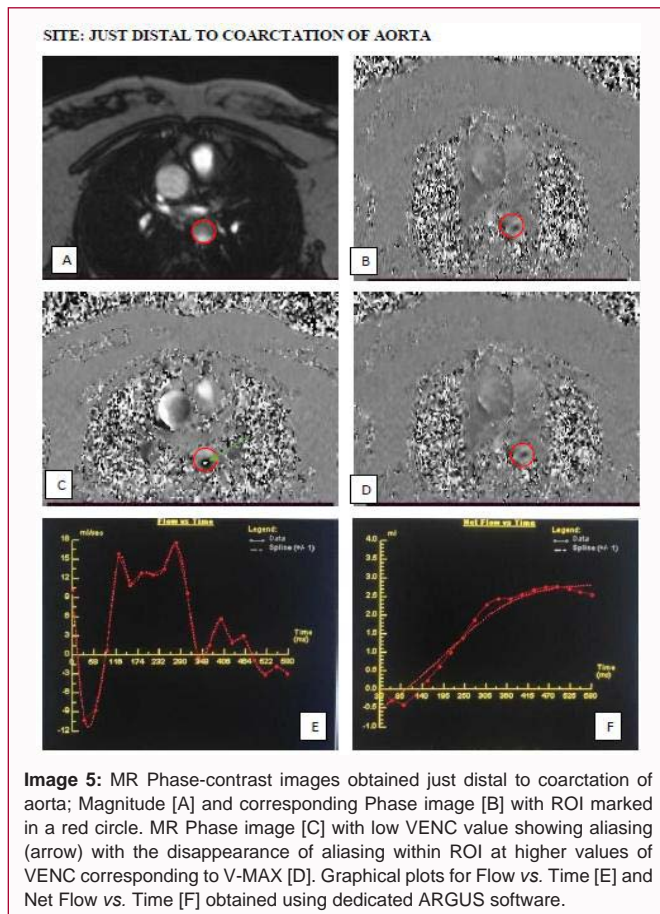 SITE: JUST DISTAL TO COARCTATION OF AORTA
A
B
C
D
Flow vs Time
ml/sec
Legend:
Data
Spline (+/- 1)
18
15
12
9
6
3
0
-3
-6
-9
-12
Time
(ms)
59 118 174 232 290 348 406 464 522 580
E
Net Flow vs Time
ml
Legend:
Data
Spline (+/- 1)
4.0
3.5
3.0
2.5
2.0
1.5
1.0
0.5
0.0
-0.5
-1.0
Time
(ms)
30 85 140 195 250 305 360 415 470 525 580
F
Image 5: MR Phase-contrast images obtained just distal to coarctation of
aorta; Magnitude [A] and corresponding Phase image [B] with ROI marked
in a red circle. MR Phase image [C] with low VENC value showing aliasing
(arrow) with the disappearance of aliasing within ROI at higher values of
VENC corresponding to V-MAX [D]. Graphical plots for Flow vs. Time [E] and
Net Flow vs. Time [F] obtained using dedicated ARGUS software.